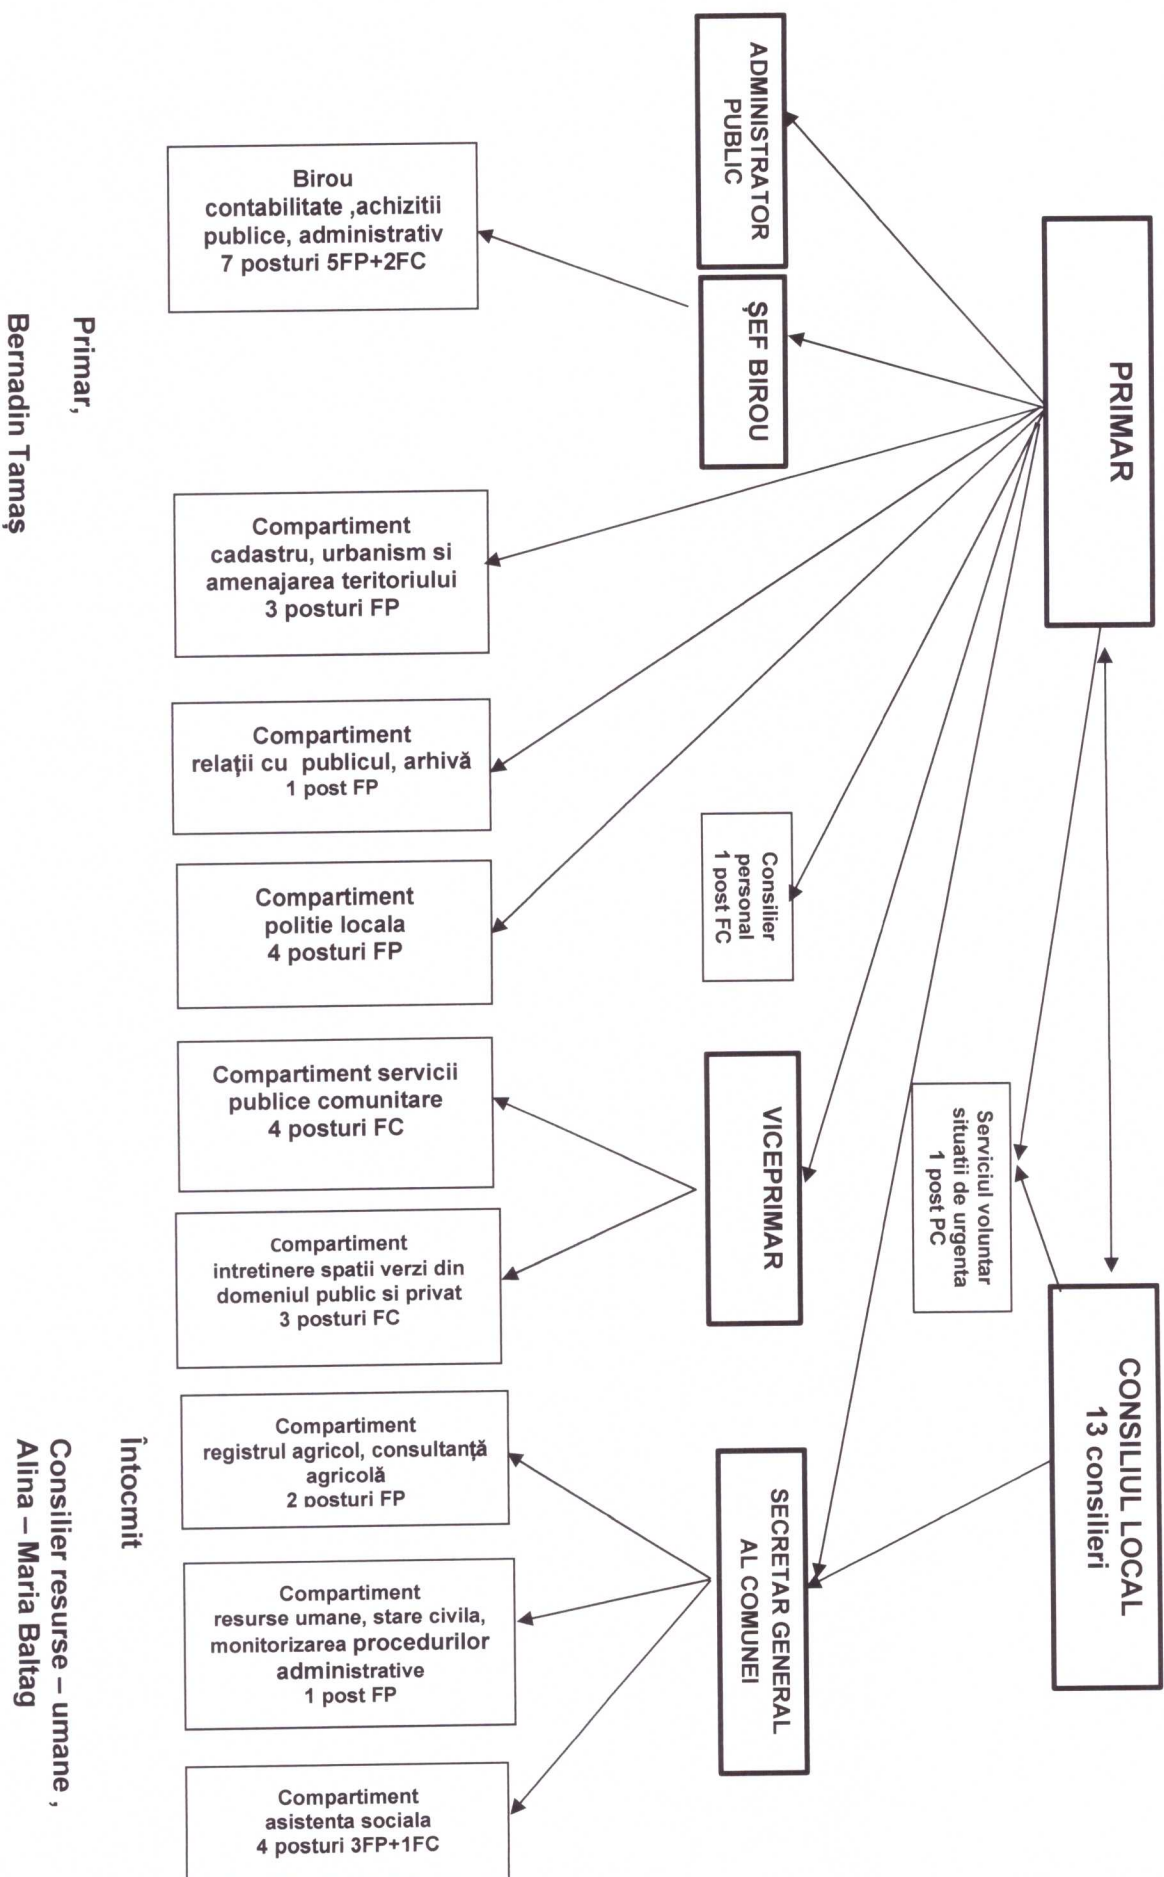 PRIMAR
CONSILIUL LOCAL
13 consilieri
Serviciul voluntar
situatii de urgenta
1 post PC
ADMINISTRATOR
PUBLIC
ȘEF BIROU
Consilier
personal
1 post FC
VICEPRIMAR
SECRETAR GENERAL
AL COMUNEI
Birou
contabilitate ,achizitii
publice, administrativ
7 posturi 5FP+2FC
Compartiment
cadastru, urbanism si
amenajarea teritoriului
3 posturi FP
Compartiment
relații cu publicul, arhivă
1 post FP
Compartiment
politie locala
4 posturi FP
Compartiment servicii
publice comunitare
4 posturi FC
Compartiment
intretinere spatii verzi din
domeniul public si privat
3 posturi FC
Compartiment
registrul agricol, consultanță
agricolă
2 posturi FP
Compartiment
resurse umane, stare civila,
monitorizarea procedurilor
administrative
1 post FP
Compartiment
asistenta sociala
4 posturi 3FP+1FC
Primar,
Bernadin Tamaș
Întocmit
Consilier resurse – umane ,
Alina – Maria Baltag